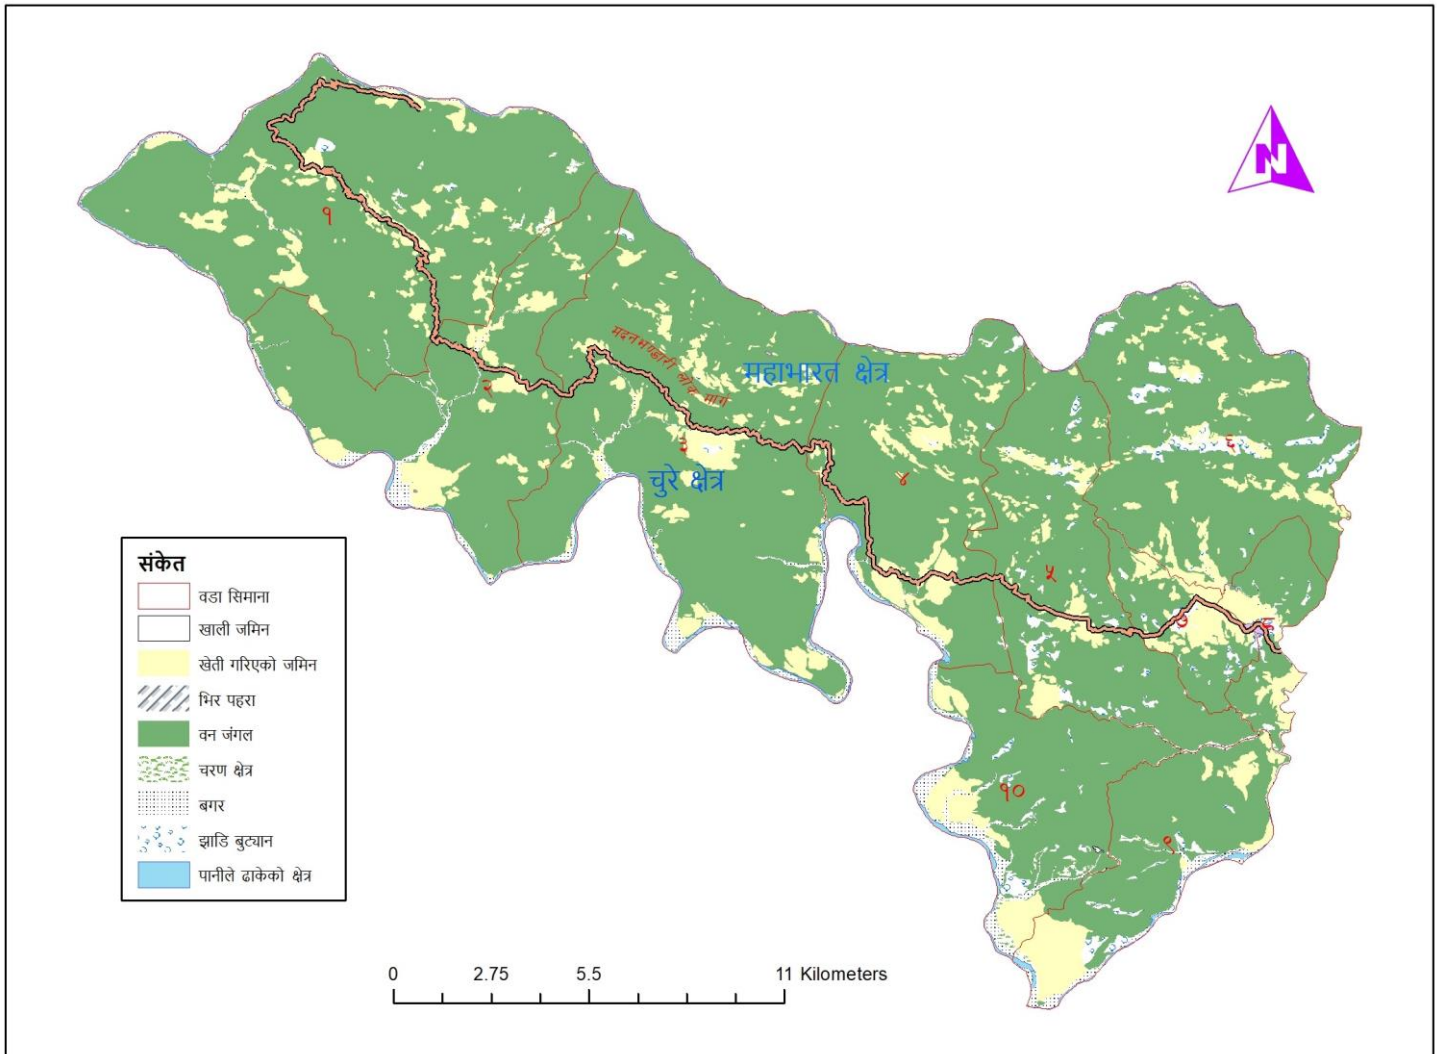 N
१
मदनभण्डारी लोक मार्ग
महाभारत क्षेत्र
२
३
चुरे क्षेत्र
४
६
५
७
८
१०
९
संकेत
वडा सिमाना
खाली जमिन
खेती गरिएको जमिन
भिर पहरा
वन जंगल
चरण क्षेत्र
बगर
झाडि बुट्यान
पानीले ढाकेको क्षेत्र
0 2.75 5.5 11 Kilometers